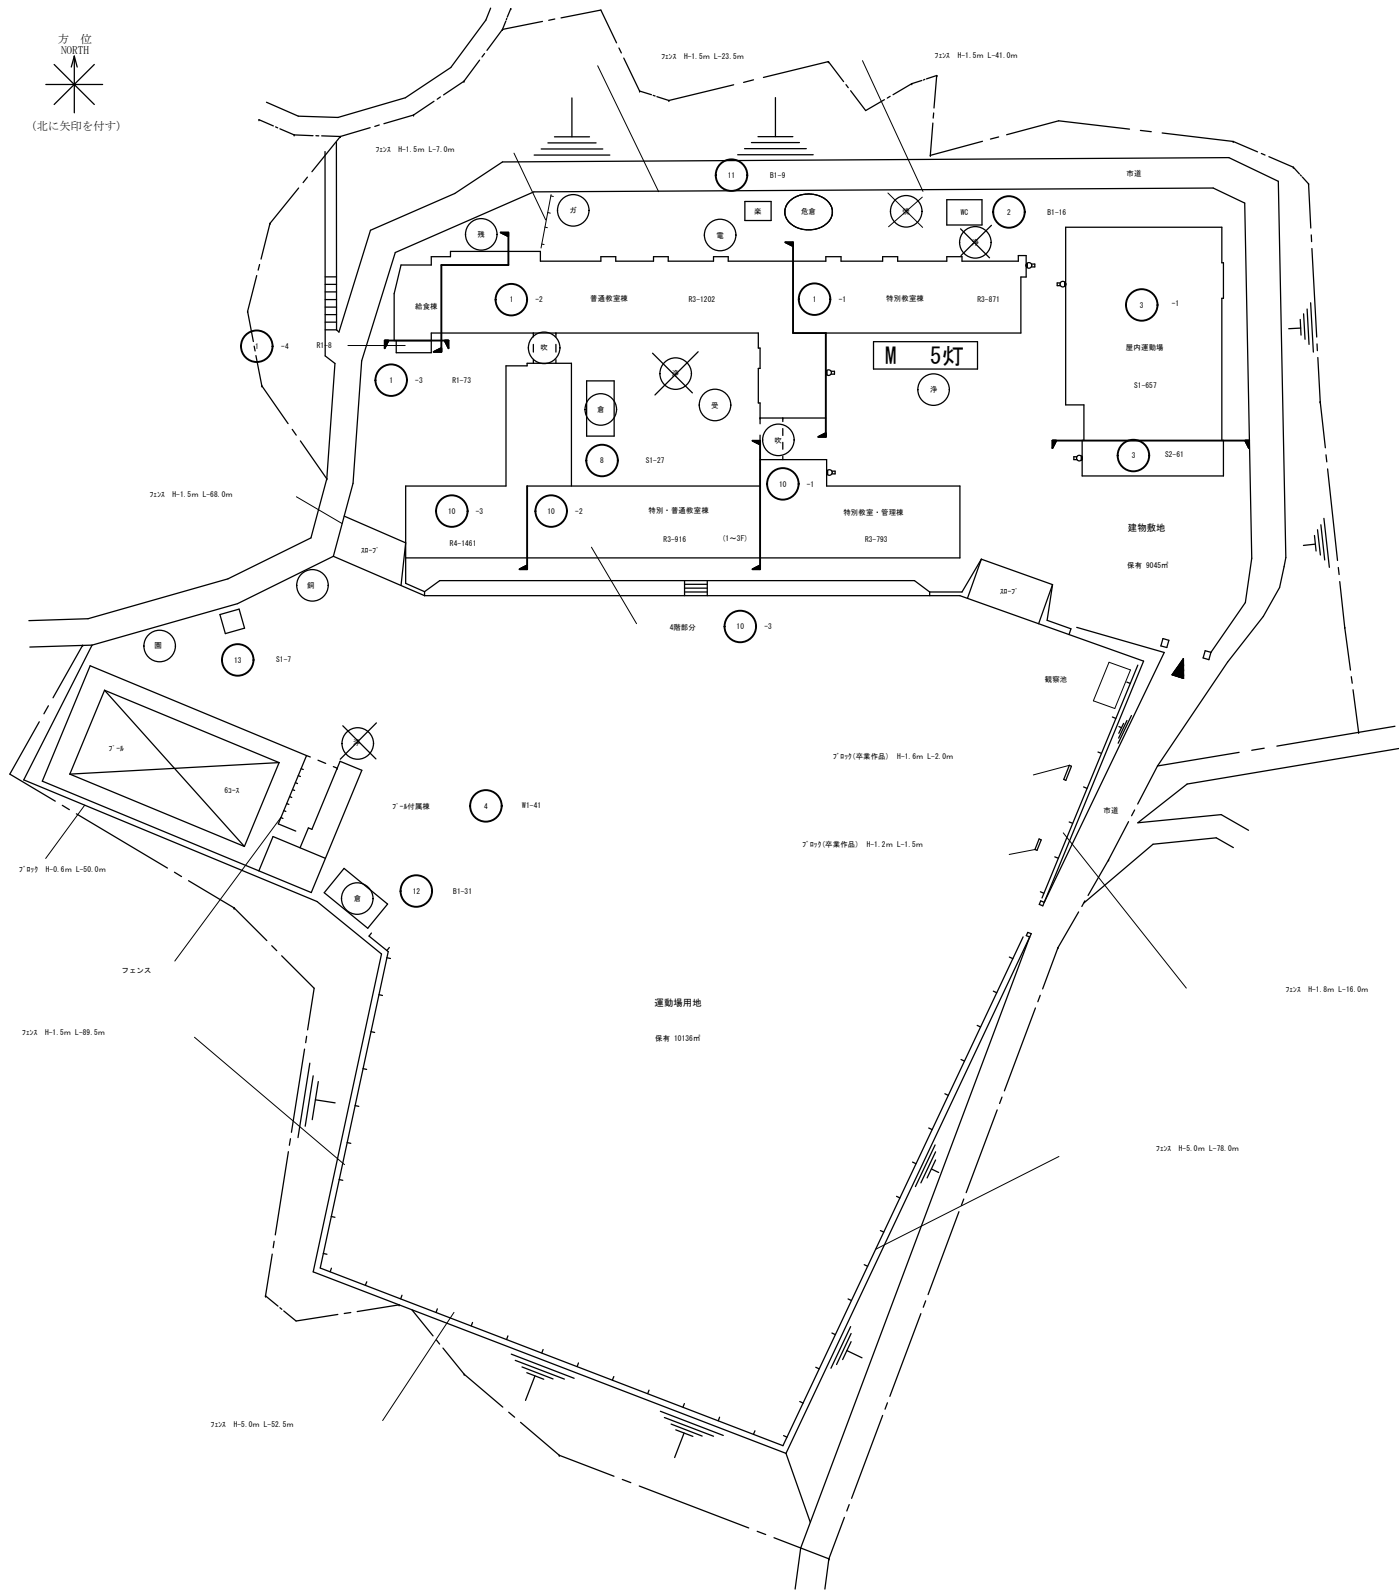 方　位
NORTH
(北に矢印を付す)
ﾌｪﾝｽ H-1.5m L-23.5m
ﾌｪﾝｽ H-1.5m L-41.0m
ﾌｪﾝｽ H-1.5m L-7.0m
11 B1-9
市道
ガ
残
電
薬
危倉
WC
2 B1-16
給食棟
1 -2 普通教室棟 R3-1202
1 -1 特別教室棟 R3-871
3 -1
屋内運動場
S1-657
1 -4 R1-8
1 -3 R1-73
吹
M 5灯
浄
倉
受
吹
8 S1-27
3 S2-61
10 -1
ﾌｪﾝｽ H-1.5m L-68.0m
10 -3
R4-1461
10 -2 特別・普通教室棟
R3-916 (1～3F)
特別教室・管理棟
R3-793
建物敷地
保有 9045㎡
ｽﾛｰﾌﾟ
ｽﾛｰﾌﾟ
飼
4階部分 10 -3
園
13 S1-7
観察池
ﾌﾟｰﾙ
6ｺｰｽ
ﾌﾟｰﾙ付属棟 4 W1-41
ﾌﾞﾛｯｸ(卒業作品) H-1.6m L-2.0m
市道
ﾌﾞﾛｯｸ(卒業作品) H-1.2m L-1.5m
ﾌﾞﾛｯｸ H-0.6m L-50.0m
倉
12 B1-31
フェンス
ﾌｪﾝｽ H-1.8m L-16.0m
運動場用地
保有 10136㎡
ﾌｪﾝｽ H-1.5m L-89.5m
ﾌｪﾝｽ H-5.0m L-78.0m
ﾌｪﾝｽ H-5.0m L-52.5m